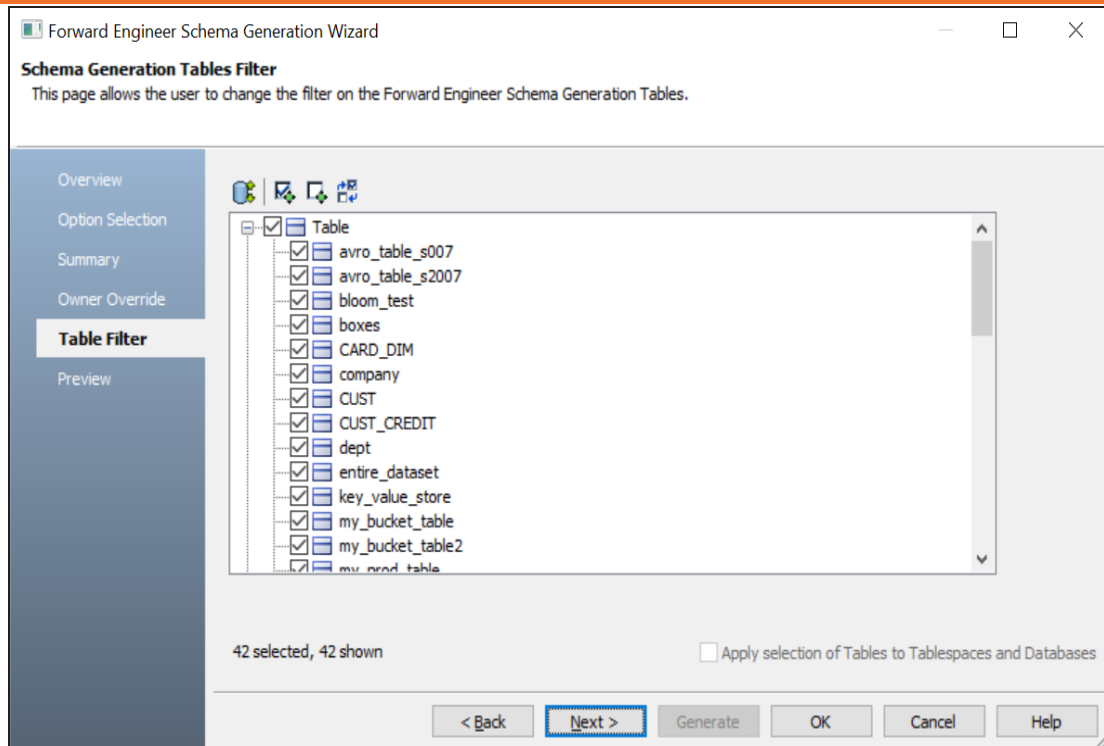 Forward Engineer Schema Generation Wizard
Schema Generation Tables Filter
This page allows the user to change the filter on the Forward Engineer Schema Generation Tables.
Overview
Option Selection
Summary
Owner Override
Table Filter
Preview
Table
avro_table_s007
avro_table_s2007
bloom_test
boxes
CARD_DIM
company
CUST
CUST_CREDIT
dept
entire_dataset
key_value_store
my_bucket_table
my_bucket_table2
my_prod_table
42 selected, 42 shown
Apply selection of Tables to Tablespaces and Databases
< Back
Next >
Generate
OK
Cancel
Help